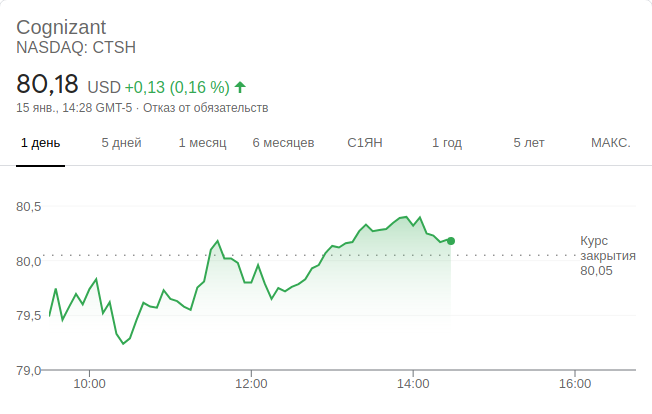 Cognizant
NASDAQ: CTSH
80,18 USD +0,13 (0,16 %)
15 янв., 14:28 GMT-5 · Отказ от обязательств
1 день 5 дней 1 месяц 6 месяцев С1ЯН 1 год 5 лет МАКС.
80,5
80,0
79,5
79,0
Курс
закрытия
80,05
10:00 12:00 14:00 16:00